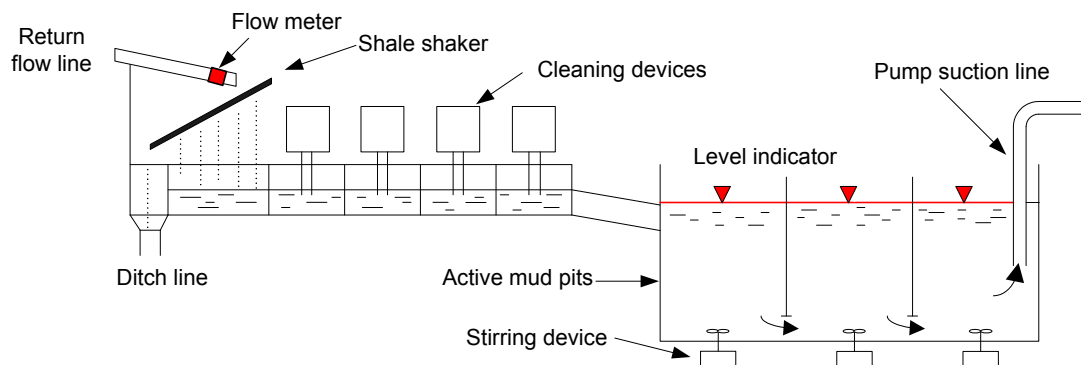 Flow meter
Return
flow line
Shale shaker
Cleaning devices
Pump suction line
Level indicator
Ditch line
Active mud pits
Stirring device